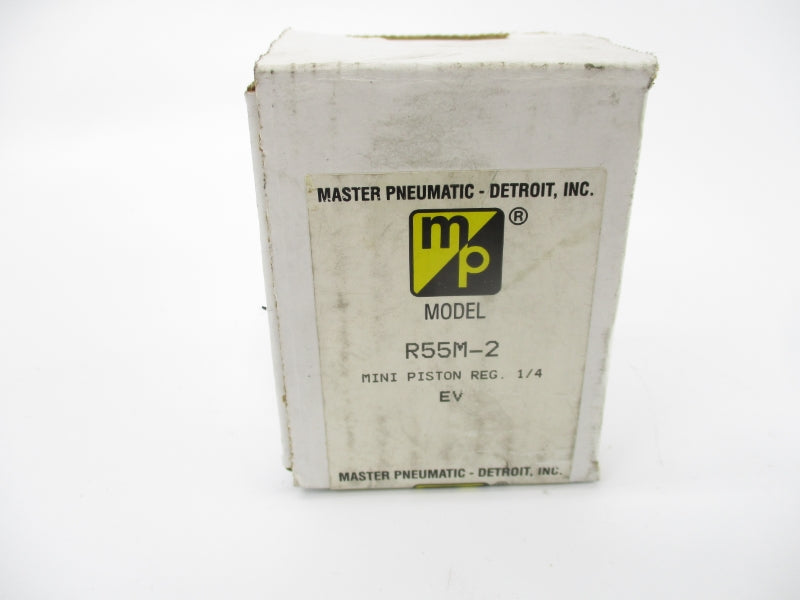 MASTER PNEUMATIC - DETROIT, INC.
mp ®
MODEL
R55M-2
MINI PISTON REG. 1/4
EV
MASTER PNEUMATIC - DETROIT, INC.